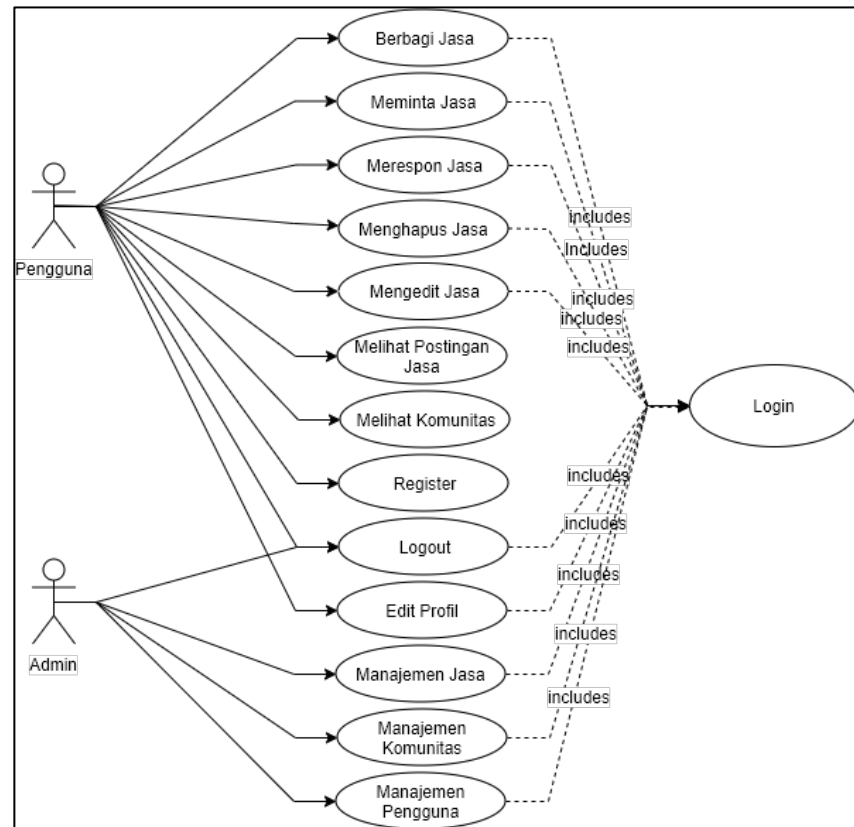 Berbagi Jasa
Meminta Jasa
Merespon Jasa
Menghapus Jasa
Mengedit Jasa
Melihat Postingan
Jasa
Melihat Komunitas
Register
Logout
Edit Profil
Manajemen Jasa
Manajemen
Komunitas
Manajemen
Pengguna
Pengguna
Admin
includes
Includes
includes
includes
includes
includes
includes
includes
includes
includes
Login